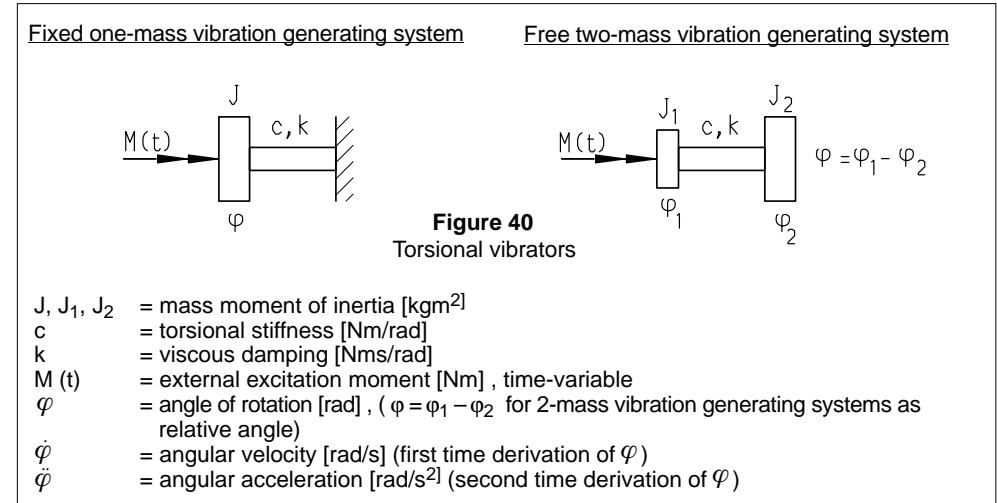 Fixed one-mass vibration generating system
Free two-mass vibration generating system
J
c, k
M(t)
φ
J₁
J₂
c, k
M(t)
φ = φ₁ – φ₂
φ₁
φ₂
Figure 40
Torsional vibrators
J, J₁, J₂ = mass moment of inertia [kgm²]
c = torsional stiffness [Nm/rad]
k = viscous damping [Nms/rad]
M (t) = external excitation moment [Nm] , time-variable
φ = angle of rotation [rad] , ( φ = φ₁ – φ₂ for 2-mass vibration generating systems as
relative angle)
φ̇ = angular velocity [rad/s] (first time derivation of φ )
φ̈ = angular acceleration [rad/s²] (second time derivation of φ )